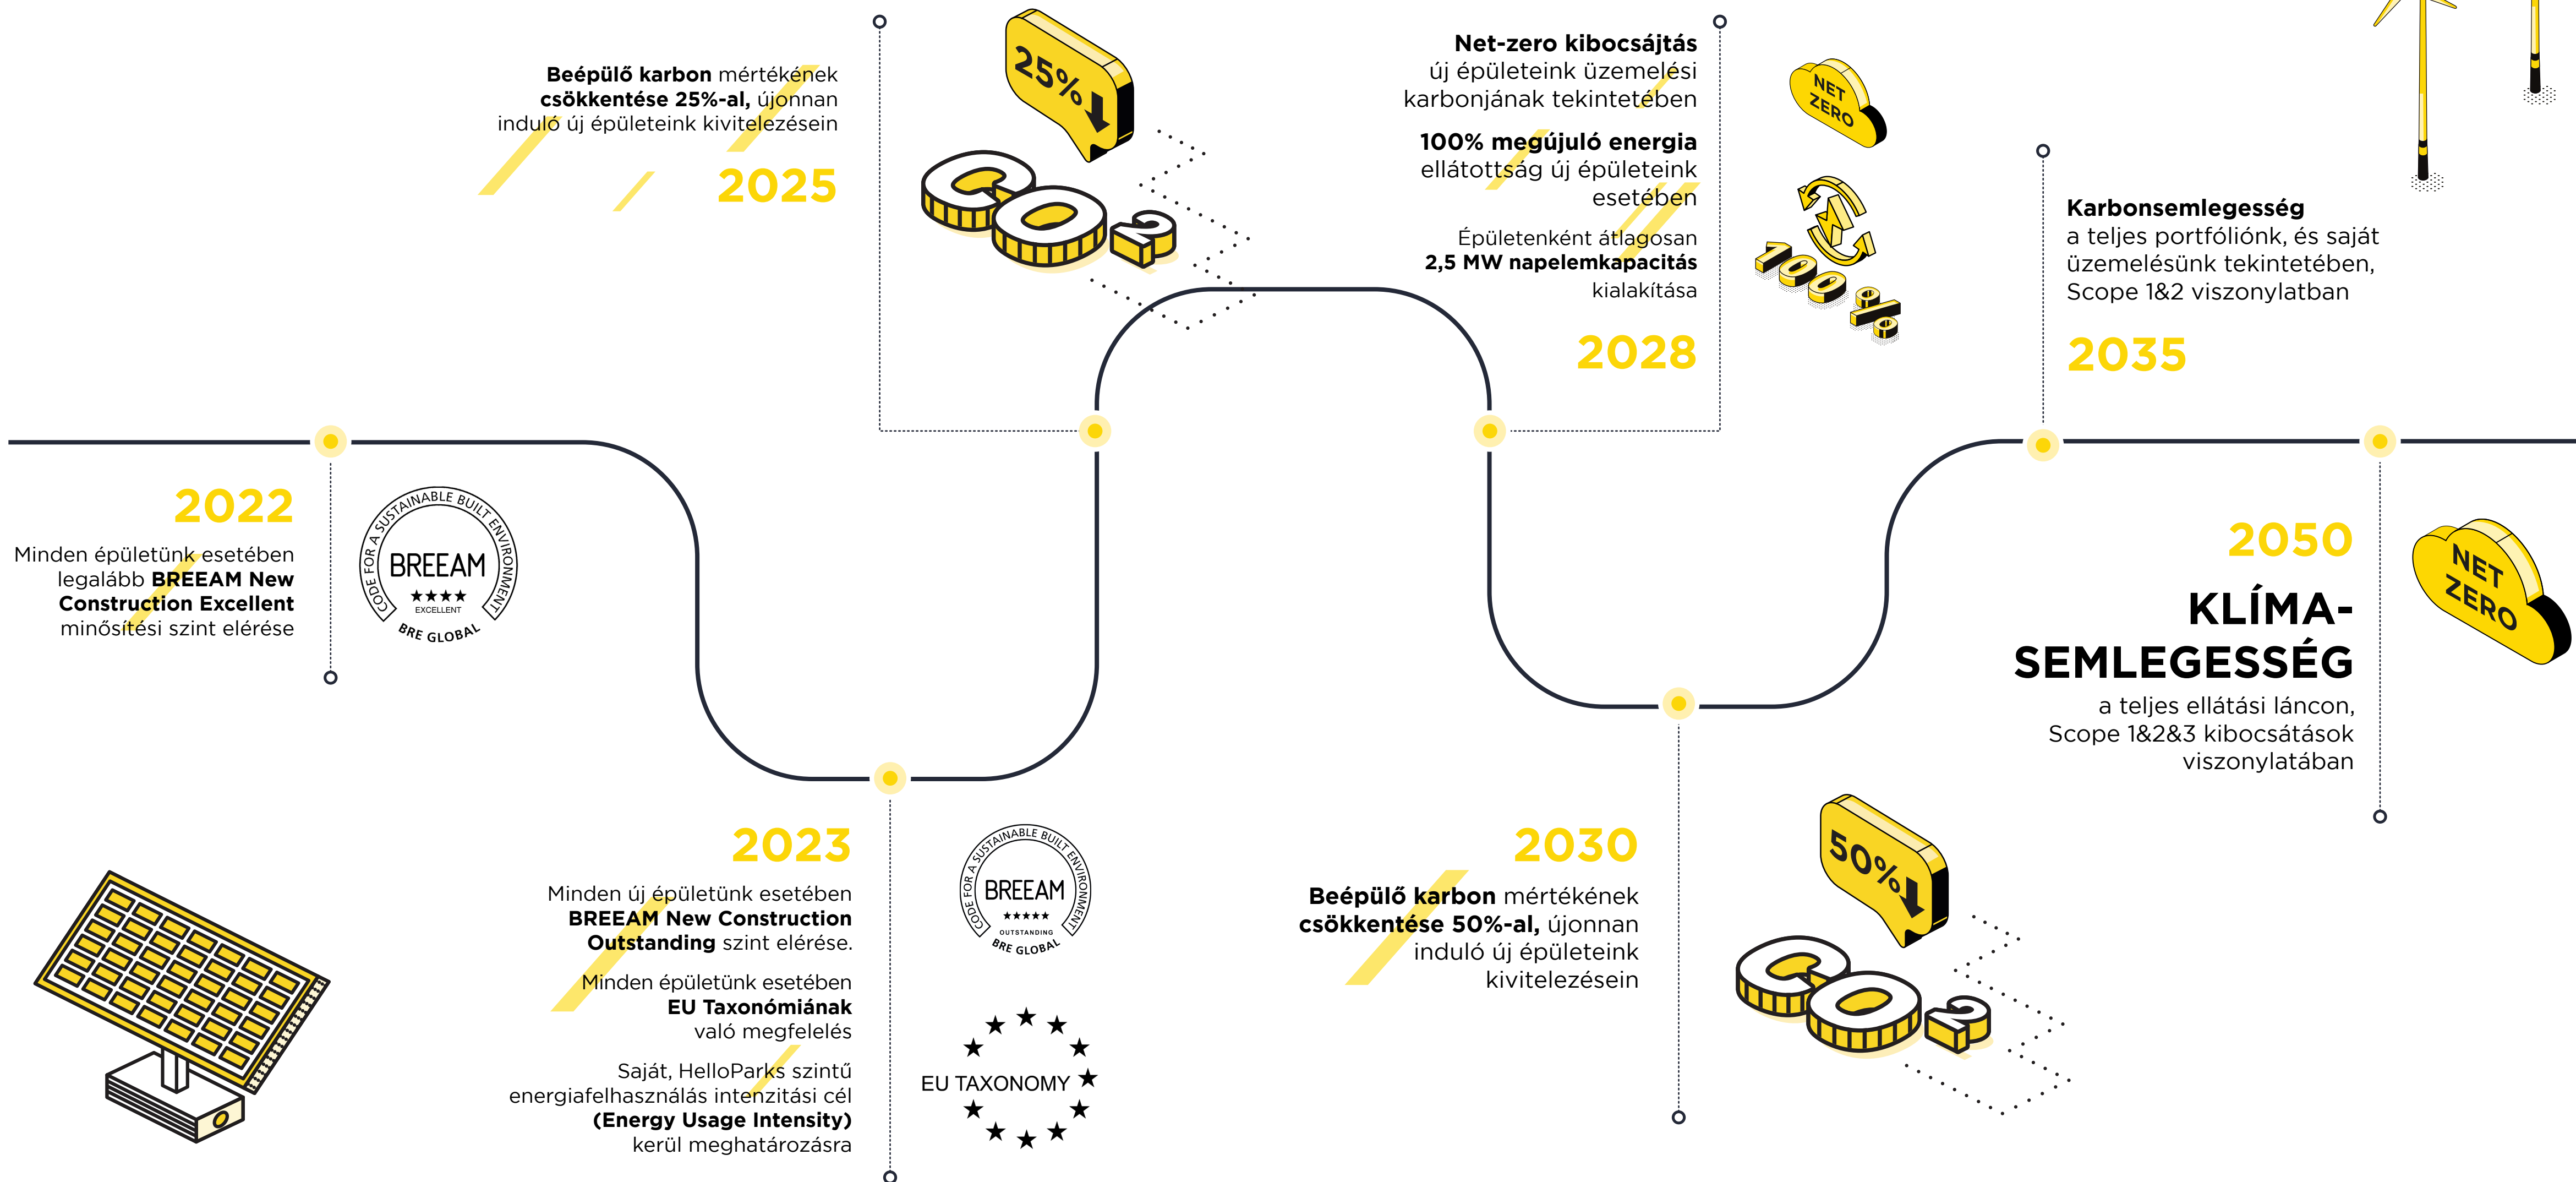 2022
Minden épületünk esetében
legalább BREEAM New
Construction Excellent
minősítési szint elérése
CODE FOR A SUSTAINABLE BUILT ENVIRONMENT
BREEAM
★★★★
EXCELLENT
BRE GLOBAL
2023
Minden új épületünk esetében
BREEAM New Construction
Outstanding szint elérése.
Minden épületünk esetében
EU Taxonómiának
való megfelelés
Saját, HelloParks szintű
energiafelhasználás intenzitási cél
(Energy Usage Intensity)
kerül meghatározásra
CODE FOR A SUSTAINABLE BUILT ENVIRONMENT
BREEAM
★★★★★
OUTSTANDING
BRE GLOBAL
EU TAXONOMY
Beépülő karbon mértékének
csökkentése 25%-al, újonnan
induló új épületeink kivitelezésein
2025
25%
CO2
Net-zero kibocsájtás
új épületeink üzemelési
karbonjának tekintetében
100% megújuló energia
ellátottság új épületeink
esetében
Épületenként átlagosan
2,5 MW napelemkapacitás
kialakítása
2028
NET
ZERO
100%
2030
Beépülő karbon mértékének
csökkentése 50%-al, újonnan
induló új épületeink
kivitelezésein
50%
CO2
Karbonsemlegesség
a teljes portfóliónk, és saját
üzemelésünk tekintetében,
Scope 1&2 viszonylatban
2035
2050
KLÍMA-
SEMLEGESSÉG
a teljes ellátási láncon,
Scope 1&2&3 kibocsátások
viszonylatában
NET
ZERO